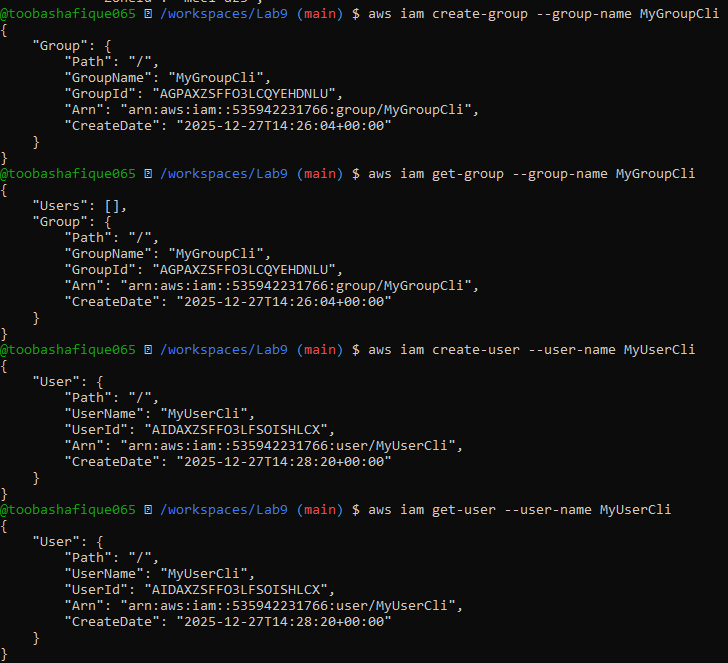 @toobashafique065 /workspaces/Lab9 (main) $ aws iam create-group --group-name MyGroupCli
{
    "Group": {
        "Path": "/",
        "GroupName": "MyGroupCli",
        "GroupId": "AGPAXZSFFO3LCQYEHDNLU",
        "Arn": "arn:aws:iam::535942231766:group/MyGroupCli",
        "CreateDate": "2025-12-27T14:26:04+00:00"
    }
}
@toobashafique065 /workspaces/Lab9 (main) $ aws iam get-group --group-name MyGroupCli
{
    "Users": [],
    "Group": {
        "Path": "/",
        "GroupName": "MyGroupCli",
        "GroupId": "AGPAXZSFFO3LCQYEHDNLU",
        "Arn": "arn:aws:iam::535942231766:group/MyGroupCli",
        "CreateDate": "2025-12-27T14:26:04+00:00"
    }
}
@toobashafique065 /workspaces/Lab9 (main) $ aws iam create-user --user-name MyUserCli
{
    "User": {
        "Path": "/",
        "UserName": "MyUserCli",
        "UserId": "AIDAXZSFFO3LFSOISHLCX",
        "Arn": "arn:aws:iam::535942231766:user/MyUserCli",
        "CreateDate": "2025-12-27T14:28:20+00:00"
    }
}
@toobashafique065 /workspaces/Lab9 (main) $ aws iam get-user --user-name MyUserCli
{
    "User": {
        "Path": "/",
        "UserName": "MyUserCli",
        "UserId": "AIDAXZSFFO3LFSOISHLCX",
        "Arn": "arn:aws:iam::535942231766:user/MyUserCli",
        "CreateDate": "2025-12-27T14:28:20+00:00"
    }
}